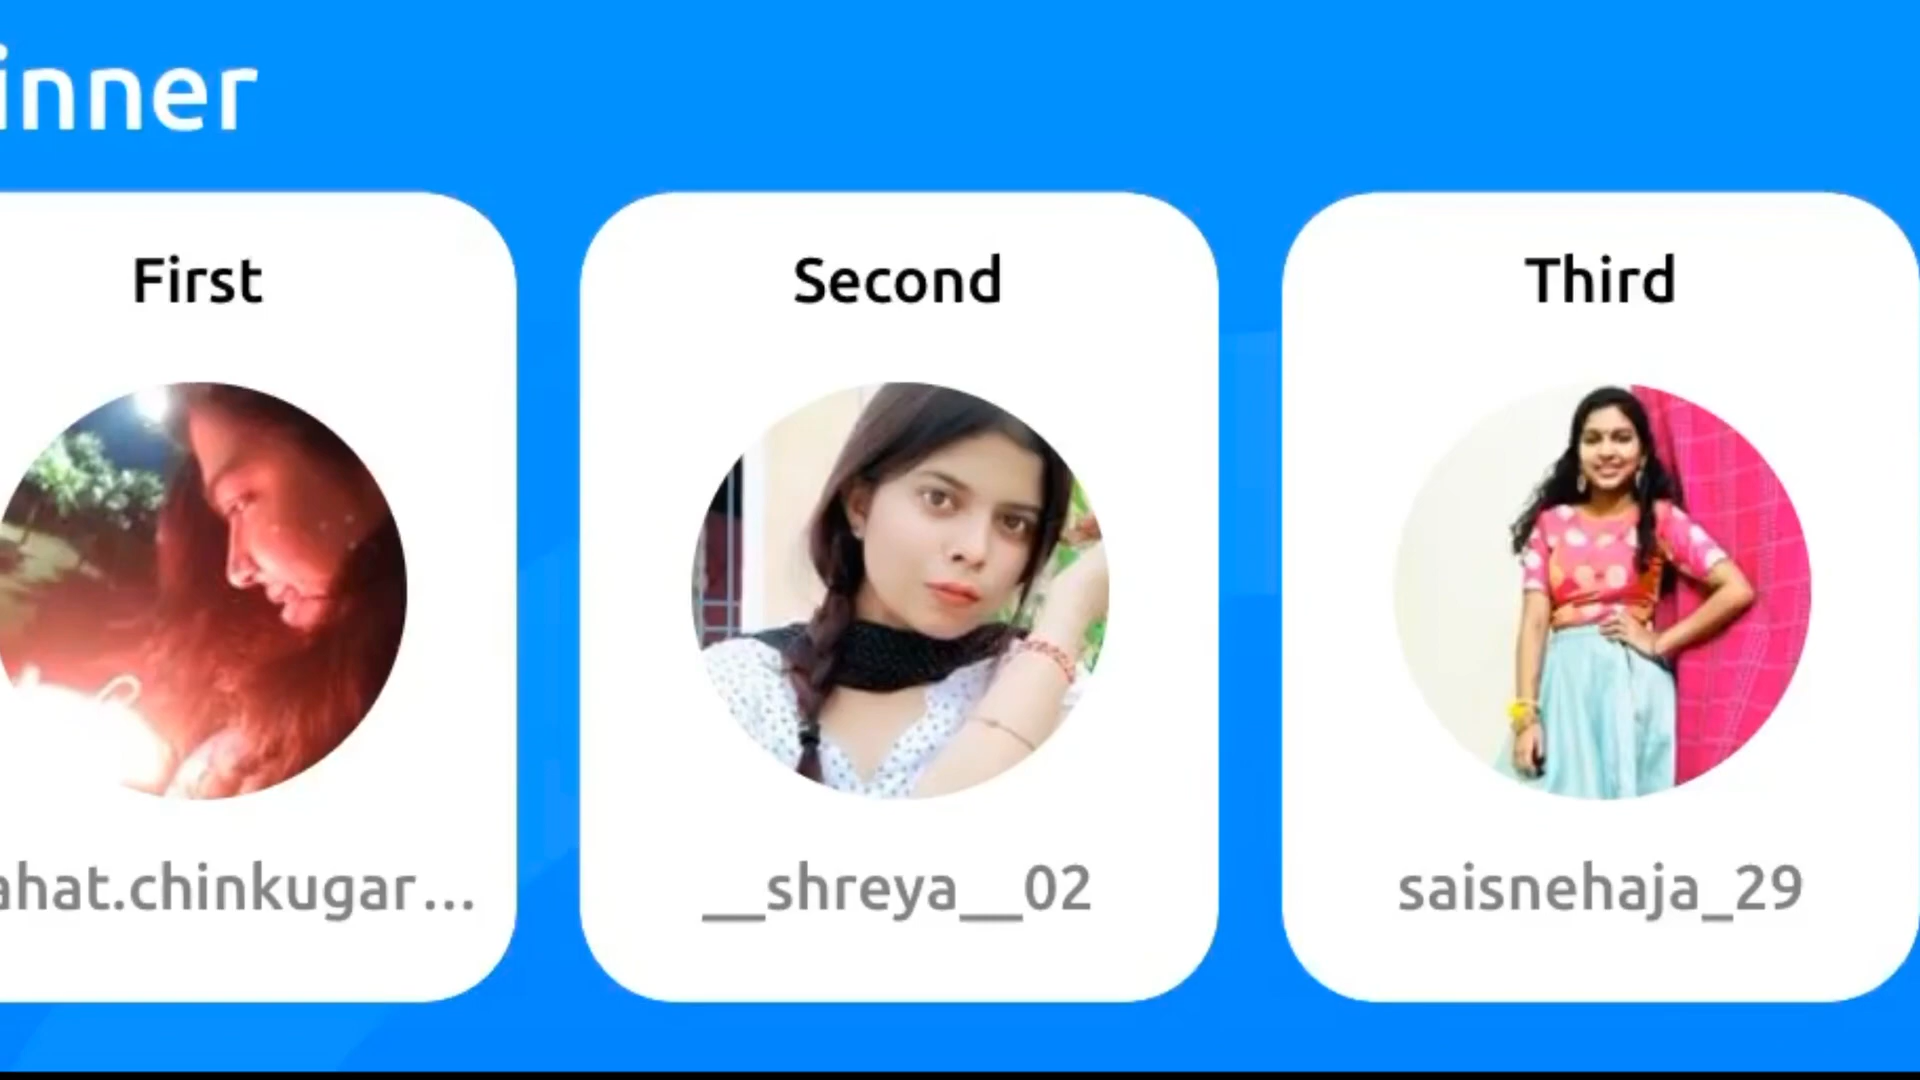 inner
First
Second
Third
ahat.chinkugar...
__shreya__02
saisnehaja_29